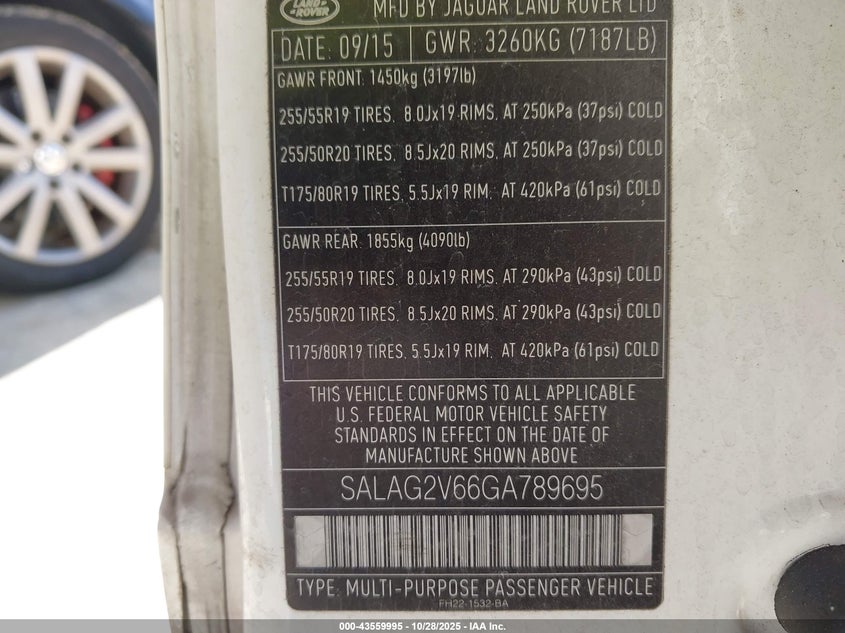 LAND
ROVER
MFD BY JAGUAR LAND ROVER LTD
DATE: 09/15 GWR: 3260KG (7187LB)
GAWR FRONT: 1450kg (3197lb)
255/55R19 TIRES, 8.0Jx19 RIMS, AT 250kPa (37psi) COLD
255/50R20 TIRES, 8.5Jx20 RIMS, AT 250kPa (37psi) COLD
T175/80R19 TIRES, 5.5Jx19 RIM, AT 420kPa (61psi) COLD
GAWR REAR: 1855kg (4090lb)
255/55R19 TIRES, 8.0Jx19 RIMS, AT 290kPa (43psi) COLD
255/50R20 TIRES, 8.5Jx20 RIMS, AT 290kPa (43psi) COLD
T175/80R19 TIRES, 5.5Jx19 RIM, AT 420kPa (61psi) COLD
THIS VEHICLE CONFORMS TO ALL APPLICABLE
U.S. FEDERAL MOTOR VEHICLE SAFETY
STANDARDS IN EFFECT ON THE DATE OF
MANUFACTURE SHOWN ABOVE
SALAG2V66GA789695
TYPE: MULTI-PURPOSE PASSENGER VEHICLE
FH22-1532-BA
000-43559995 - 10/28/2025 - IAA Inc.